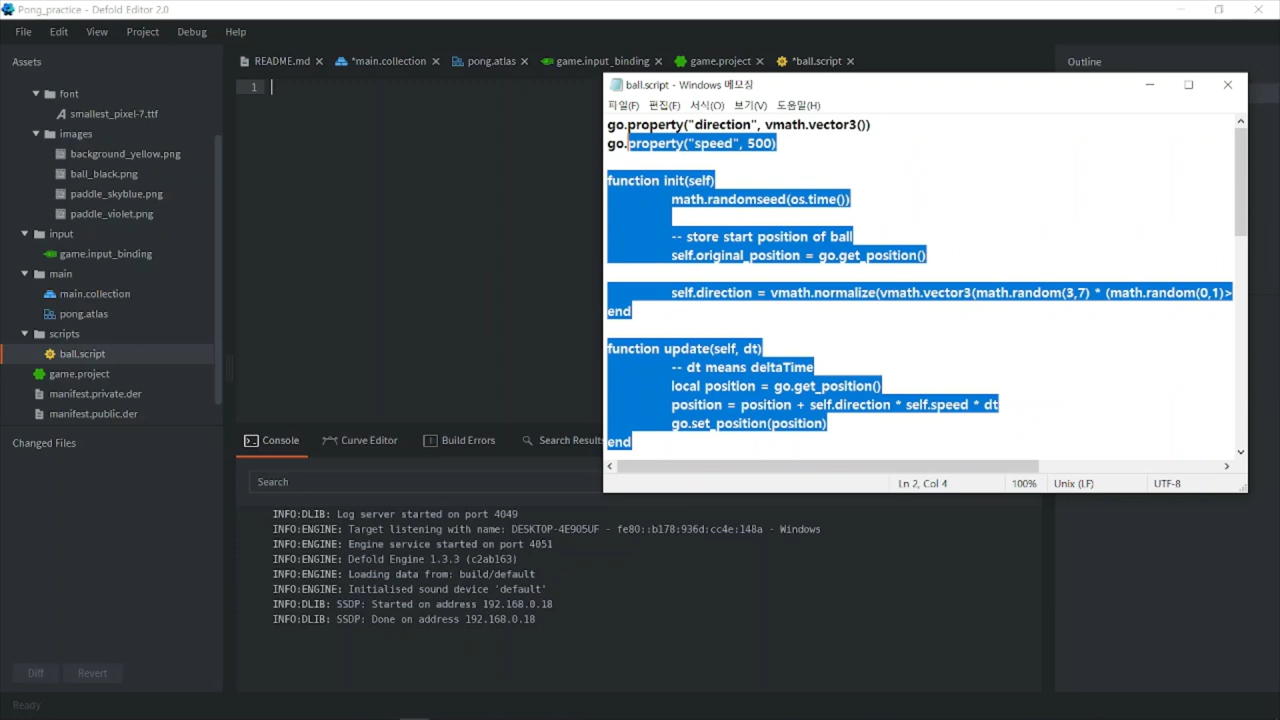 Pong_practice - Defold Editor 2.0
File Edit View Project Debug Help
Assets
README.md
*main.collection
pong.atlas
game.input_binding
game.project
*ball.script
Outline
font
smallest_pixel-7.ttf
images
background_yellow.png
ball_black.png
paddle_skyblue.png
paddle_violet.png
input
game.input_binding
main
main.collection
pong.atlas
scripts
ball.script
game.project
manifest.private.der
manifest.public.der
Changed Files
Diff Revert
Ready
1
ball.script - Windows 메모장
파일(F) 편집(E) 서식(O) 보기(V) 도움말(H)
go.property("direction", vmath.vector3())
go.property("speed", 500)
function init(self)
math.randomseed(os.time())
-- store start position of ball
self.original_position = go.get_position()
self.direction = vmath.normalize(vmath.vector3(math.random(3,7) * (math.random(0,1)>
end
function update(self, dt)
-- dt means deltaTime
local position = go.get_position()
position = position + self.direction * self.speed * dt
go.set_position(position)
end
Ln 2, Col 4 100% Unix (LF) UTF-8
Console Curve Editor Build Errors Search Results
Search
INFO:DLIB: Log server started on port 4049
INFO:ENGINE: Target listening with name: DESKTOP-4E905UF - fe80::b178:936d:cc4e:148a - Windows
INFO:ENGINE: Engine service started on port 4051
INFO:ENGINE: Defold Engine 1.3.3 (c2ab163)
INFO:ENGINE: Loading data from: build/default
INFO:ENGINE: Initialised sound device 'default'
INFO:DLIB: SSDP: Started on address 192.168.0.18
INFO:DLIB: SSDP: Done on address 192.168.0.18